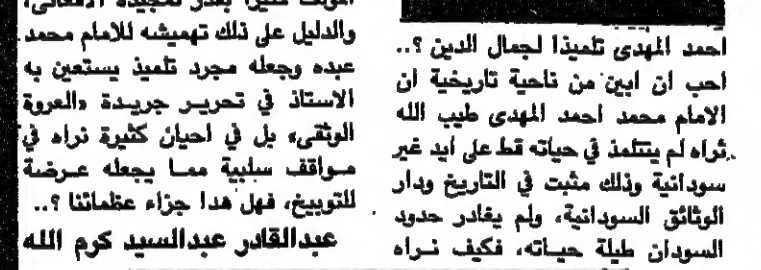 احمد المهدى تلميذا لجمال الدين ؟..
احب ان ابين من ناحية تاريخية ان
الامام محمد احمد المهدى طيب الله
ثراه لم يتتلمذ في حياته قط على أيد غير
سودانية وذلك مثبت في التاريخ ودار
الوثائق السودانية، ولم يغادر حدود
السودان طيلة حياته، فكيف نراه
والدليل على ذلك تهميشه للامام محمد
عبده وجعله مجرد تلميذ يستعين به
الاستاذ في تحرير جريدة «العروة
الوثقى» بل في احيان كثيرة نراه في
مواقف سلبية مما يجعله عرضة
للتوبيخ، فهل هدا جزاء عظمائنا ؟..
عبدالقادر عبدالسيد كرم الله